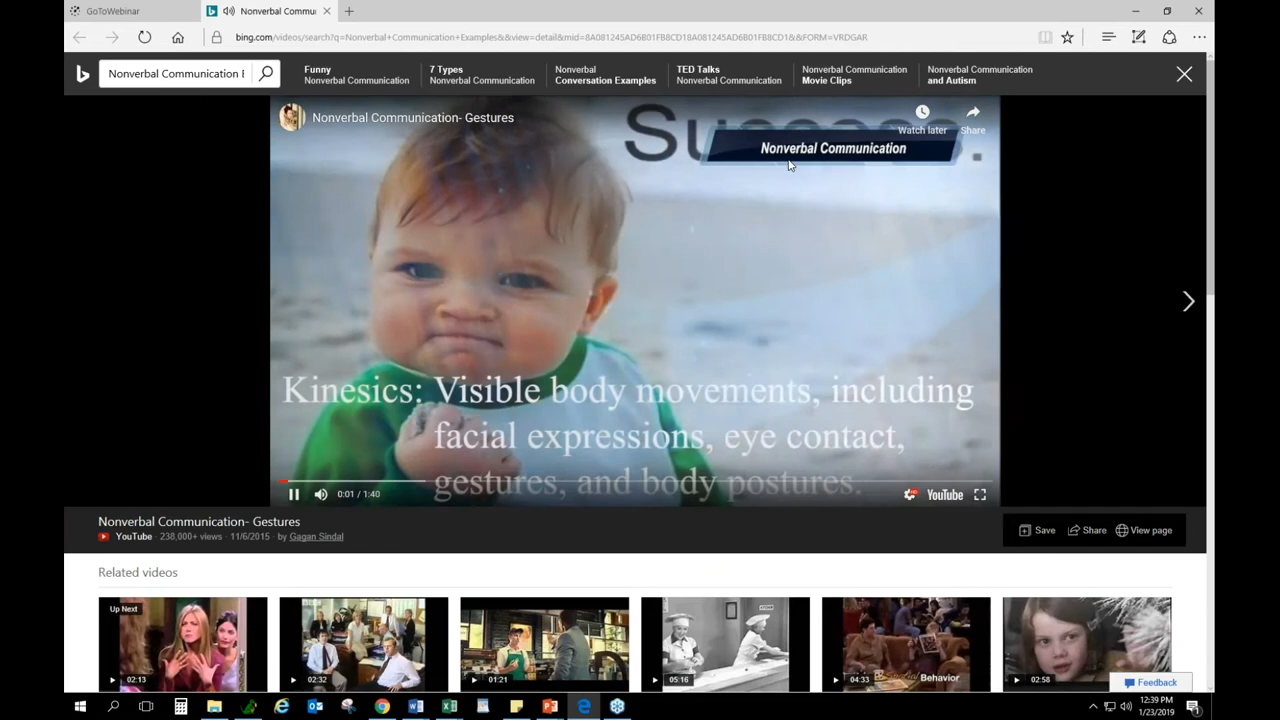 GoToWebinar
Nonverbal Commu
bing.com/videos/search?q=Nonverbal+Communication+Examples&&view=detail&mid=8A081245AD6B01FB8CD18A081245AD6B01FB8CD1&&FORM=VRDGAR
Nonverbal Communication E
Funny
Nonverbal Communication
7 Types
Nonverbal Communication
Nonverbal
Conversation Examples
TED Talks
Nonverbal Communication
Nonverbal Communication
Movie Clips
Nonverbal Communication
and Autism
Nonverbal Communication- Gestures
Watch later
Share
Nonverbal Communication
Kinesics: Visible body movements, including
facial expressions, eye contact,
gestures, and body postures.
0:01 / 1:40
YouTube
Nonverbal Communication- Gestures
YouTube · 238,000+ views · 11/6/2015 · by Gagan Sindal
Save
Share
View page
Related videos
Up Next
02:13
02:32
01:21
05:16
04:33
Behavior
02:58
Feedback
12:39 PM
1/23/2019